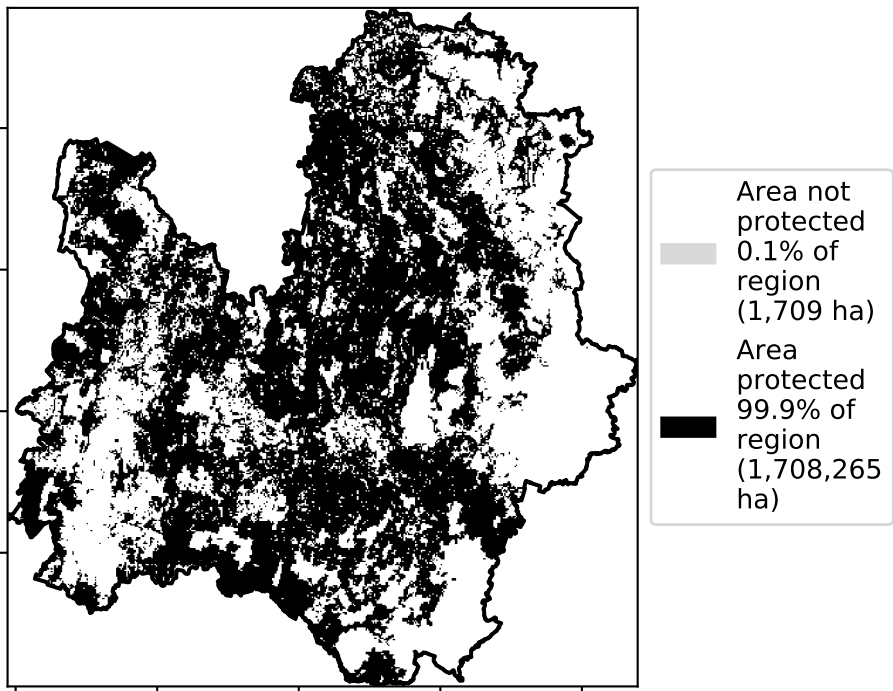 Area not
protected
0.1% of
region
(1,709 ha)
Area
protected
99.9% of
region
(1,708,265
ha)